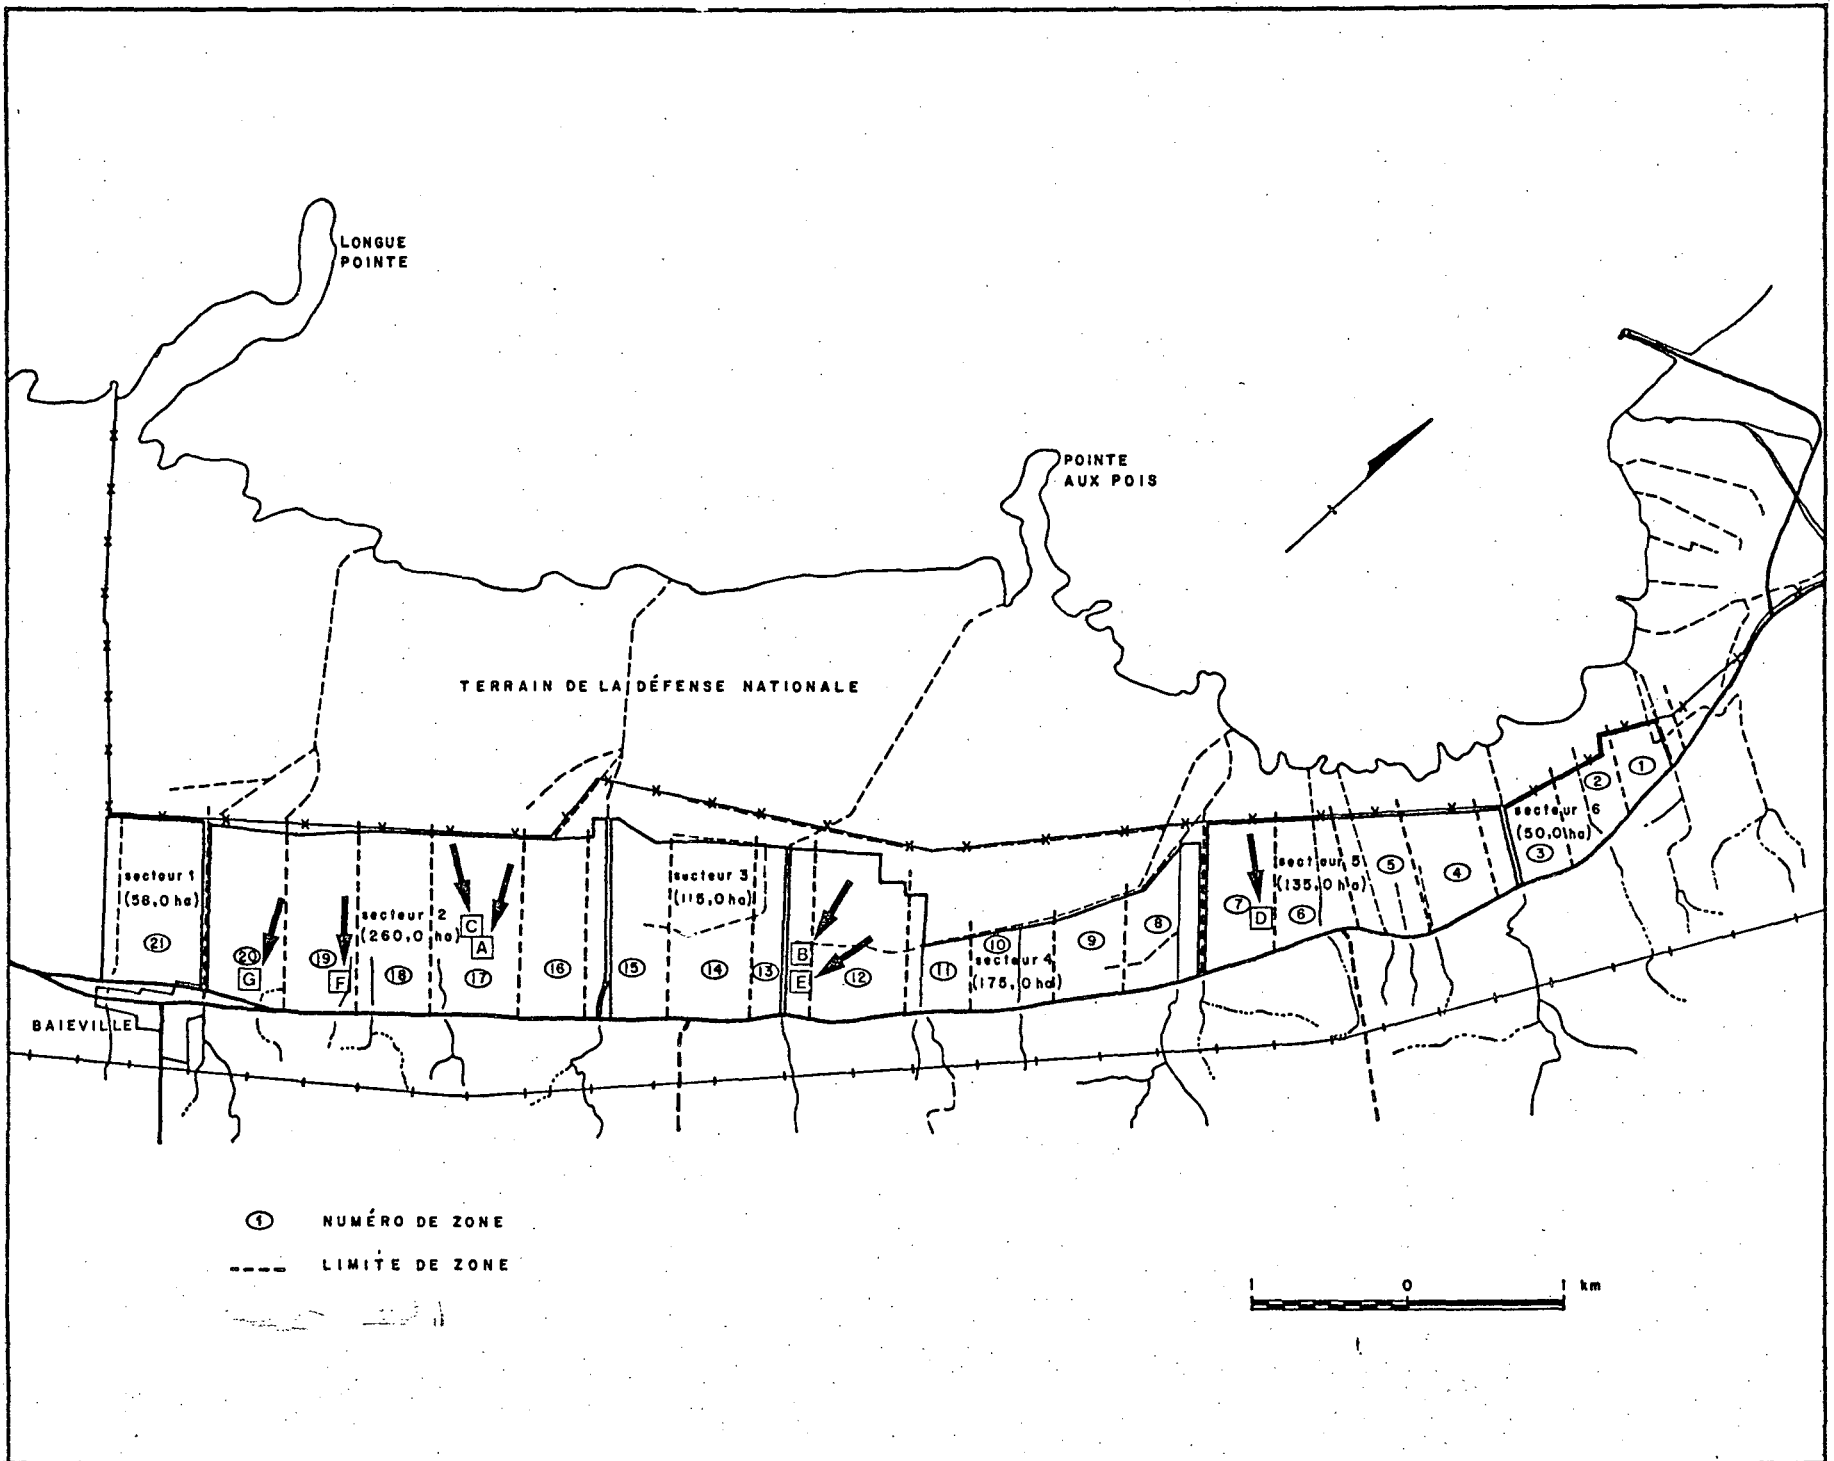 LONGUE
POINTE
POINTE
AUX POIS
TERRAIN DE LA DÉFENSE NATIONALE
1
2
secteur 6
(50,0 ha)
3
secteur 1
(58,0 ha)
21
20
G
19
F
secteur 2
(260,0 ha)
18
C
A
17
16
15
secteur 3
(115,0 ha)
14
13
B
E
12
11
10
secteur 4
(175,0 ha)
9
8
7
D
secteur 5
(135,0 ha)
6
5
4
BAIEVILLE
1 NUMÉRO DE ZONE
LIMITE DE ZONE
1 0 1 km